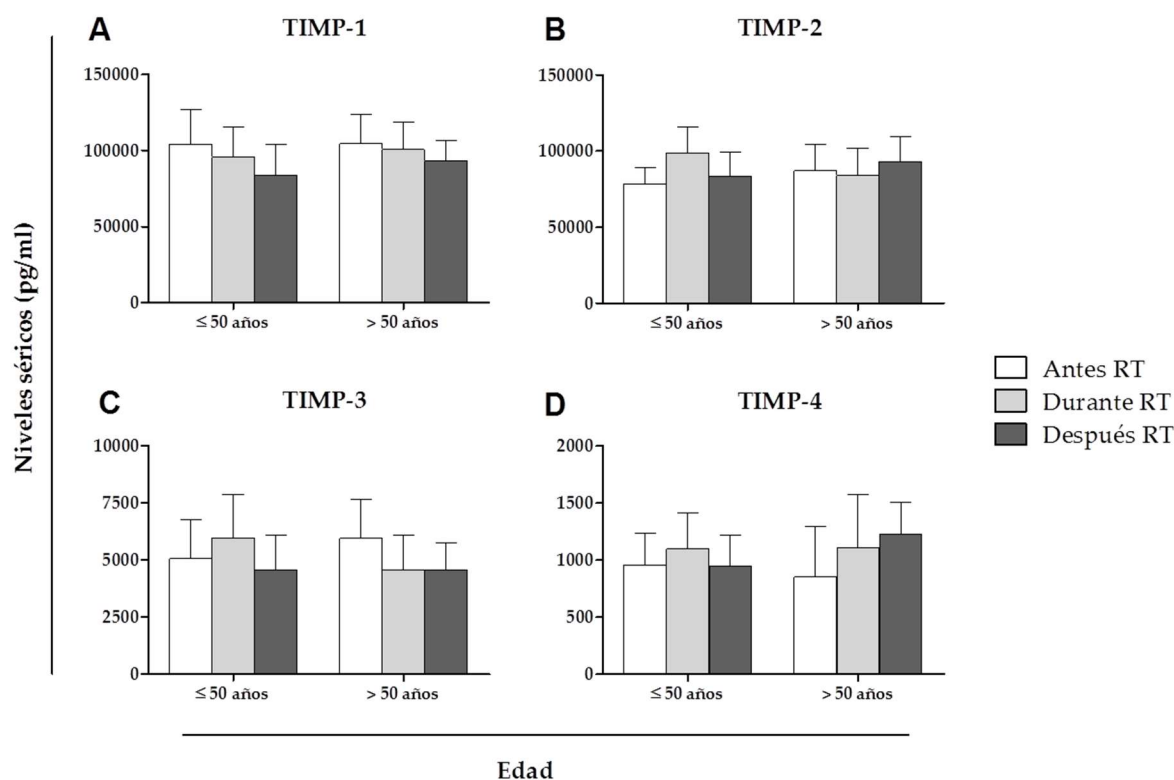 A
TIMP-1
B
TIMP-2
150000
100000
50000
0
≤ 50 años
> 50 años
150000
100000
50000
0
≤ 50 años
> 50 años
Niveles séricos (pg/ml)
C
TIMP-3
D
TIMP-4
10000
7500
5000
2500
0
≤ 50 años
> 50 años
2000
1500
1000
500
0
≤ 50 años
> 50 años
Antes RT
Durante RT
Después RT
Edad